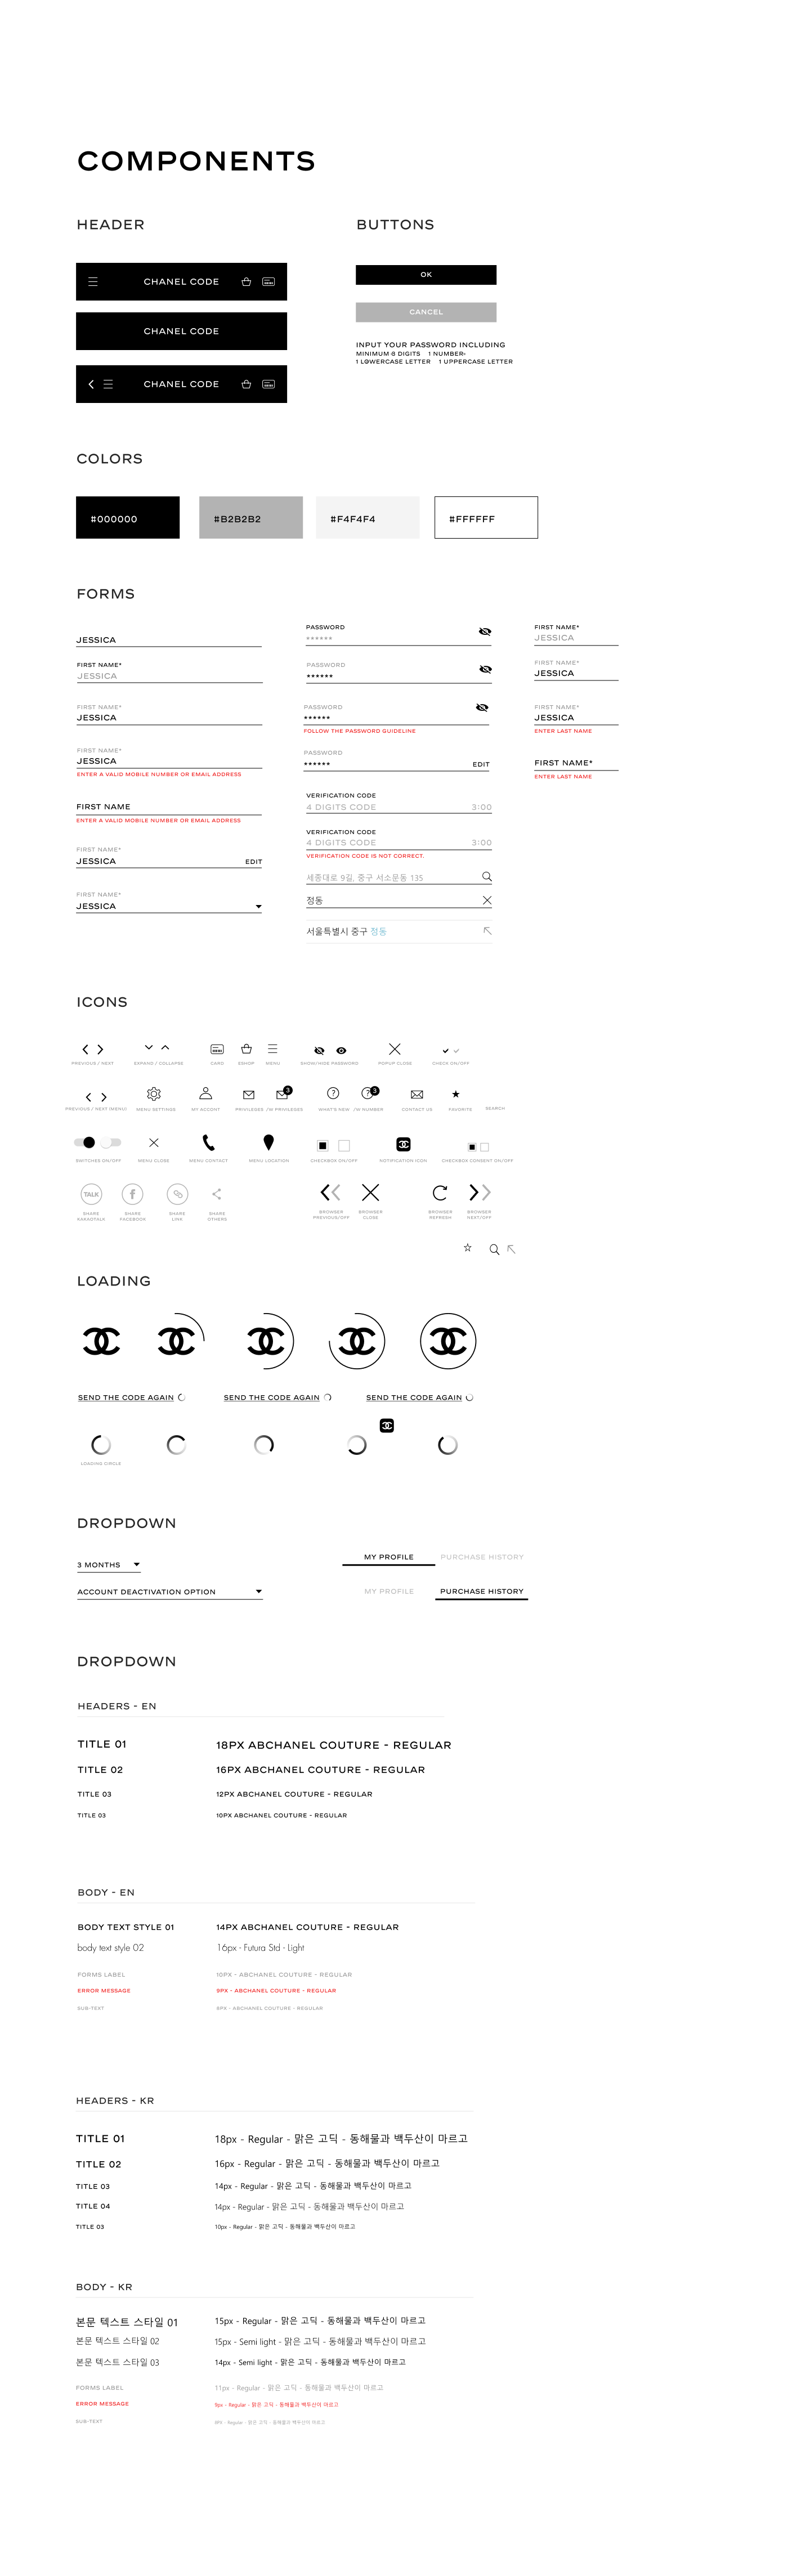 COMPONENTS
HEADER
BUTTONS
CHANEL CODE
CHANEL CODE
CHANEL CODE
OK
CANCEL
INPUT YOUR PASSWORD INCLUDING
MINIMUM 6 DIGITS 1 NUMBER
1 LOWERCASE LETTER 1 UPPERCASE LETTER
COLORS
#000000
#B2B2B2
#F4F4F4
#FFFFFF
FORMS
JESSICA
FIRST NAME*
JESSICA
FIRST NAME*
JESSICA
FIRST NAME*
JESSICA
ENTER A VALID MOBILE NUMBER OR EMAIL ADDRESS
FIRST NAME
ENTER A VALID MOBILE NUMBER OR EMAIL ADDRESS
FIRST NAME*
JESSICA EDIT
FIRST NAME*
JESSICA
PASSWORD
******
PASSWORD
******
PASSWORD
******
FOLLOW THE PASSWORD GUIDELINE
PASSWORD
****** EDIT
VERIFICATION CODE
4 DIGITS CODE 3:00
VERIFICATION CODE
4 DIGITS CODE 3:00
VERIFICATION CODE IS NOT CORRECT.
세종대로 9길, 중구 서소문동 135
정동
서울특별시 중구 정동
FIRST NAME*
JESSICA
FIRST NAME*
JESSICA
FIRST NAME*
JESSICA
ENTER LAST NAME
FIRST NAME*
ENTER LAST NAME
ICONS
PREVIOUS / NEXT
EXPAND / COLLAPSE
CARD
ESHOP
MENU
SHOW/HIDE PASSWORD
POPUP CLOSE
CHECK ON/OFF
3
?
? 3
PREVIOUS / NEXT (MENU)
MENU SETTINGS
MY ACCONT
PRIVILEGES /W PRIVILEGES
WHAT'S NEW /W NUMBER
CONTACT US
FAVORITS
SEARCH
SWITCHES ON/OFF
MENU CLOSE
MENU CONTACT
MENU LOCATION
CHECKBOX ON/OFF
NOTIFICATION ICON
CHECKBOX CONSENT ON/OFF
TALK
SHARE
KAKAOTALK
SHARE
FACEBOOK
SHARE
LINK
SHARE
OTHERS
BROWSER
PREVIOUS/OFF
BROWSER
CLOSE
BROWSER
REFRESH
BROWSER
NEXT/OFF
LOADING
SEND THE CODE AGAIN
SEND THE CODE AGAIN
SEND THE CODE AGAIN
LOADING CIRCLE
DROPDOWN
3 MONTHS
ACCOUNT DEACTIVATION OPTION
MY PROFILE PURCHASE HISTORY
MY PROFILE PURCHASE HISTORY
DROPDOWN
HEADERS - EN
TITLE 01 18PX ABCHANEL COUTURE - REGULAR
TITLE 02 16PX ABCHANEL COUTURE - REGULAR
TITLE 03 12PX ABCHANEL COUTURE - REGULAR
TITLE 03 10PX ABCHANEL COUTURE - REGULAR
BODY - EN
BODY TEXT STYLE 01 14PX ABCHANEL COUTURE - REGULAR
body text style 02 16px - Futura Std - Light
FORMS LABEL 10PX - ABCHANEL COUTURE - REGULAR
ERROR MESSAGE 9PX - ABCHANEL COUTURE - REGULAR
SUB-TEXT 8PX - ABCHANEL COUTURE - REGULAR
HEADERS - KR
TITLE 01 18px - Regular - 맑은 고딕 - 동해물과 백두산이 마르고
TITLE 02 16px - Regular - 맑은 고딕 - 동해물과 백두산이 마르고
TITLE 03 14px - Regular - 맑은 고딕 - 동해물과 백두산이 마르고
TITLE 04 14px - Regular - 맑은 고딕 - 동해물과 백두산이 마르고
TITLE 03 10px - Regular - 맑은 고딕 - 동해물과 백두산이 마르고
BODY - KR
본문 텍스트 스타일 01 15px - Regular - 맑은 고딕 - 동해물과 백두산이 마르고
본문 텍스트 스타일 02 15px - Semi light - 맑은 고딕 - 동해물과 백두산이 마르고
본문 텍스트 스타일 03 14px - Semi light - 맑은 고딕 - 동해물과 백두산이 마르고
FORMS LABEL 11px - Regular - 맑은 고딕 - 동해물과 백두산이 마르고
ERROR MESSAGE 9px - Regular - 맑은 고딕 - 동해물과 백두산이 마르고
SUB-TEXT 8PX - Regular - 맑은 고딕 - 동해물과 백두산이 마르고